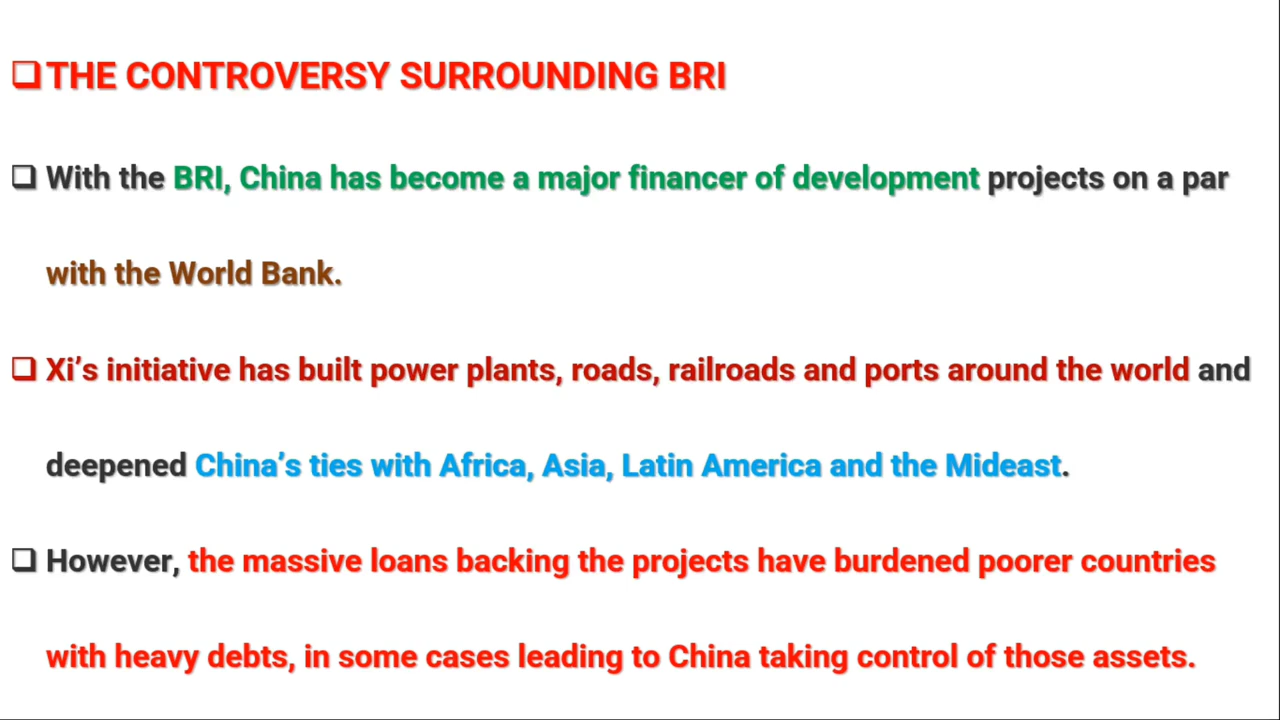 ❑THE CONTROVERSY SURROUNDING BRI
❑ With the BRI, China has become a major financer of development projects on a par
with the World Bank.
❑ Xi’s initiative has built power plants, roads, railroads and ports around the world and
deepened China’s ties with Africa, Asia, Latin America and the Mideast.
❑ However, the massive loans backing the projects have burdened poorer countries
with heavy debts, in some cases leading to China taking control of those assets.